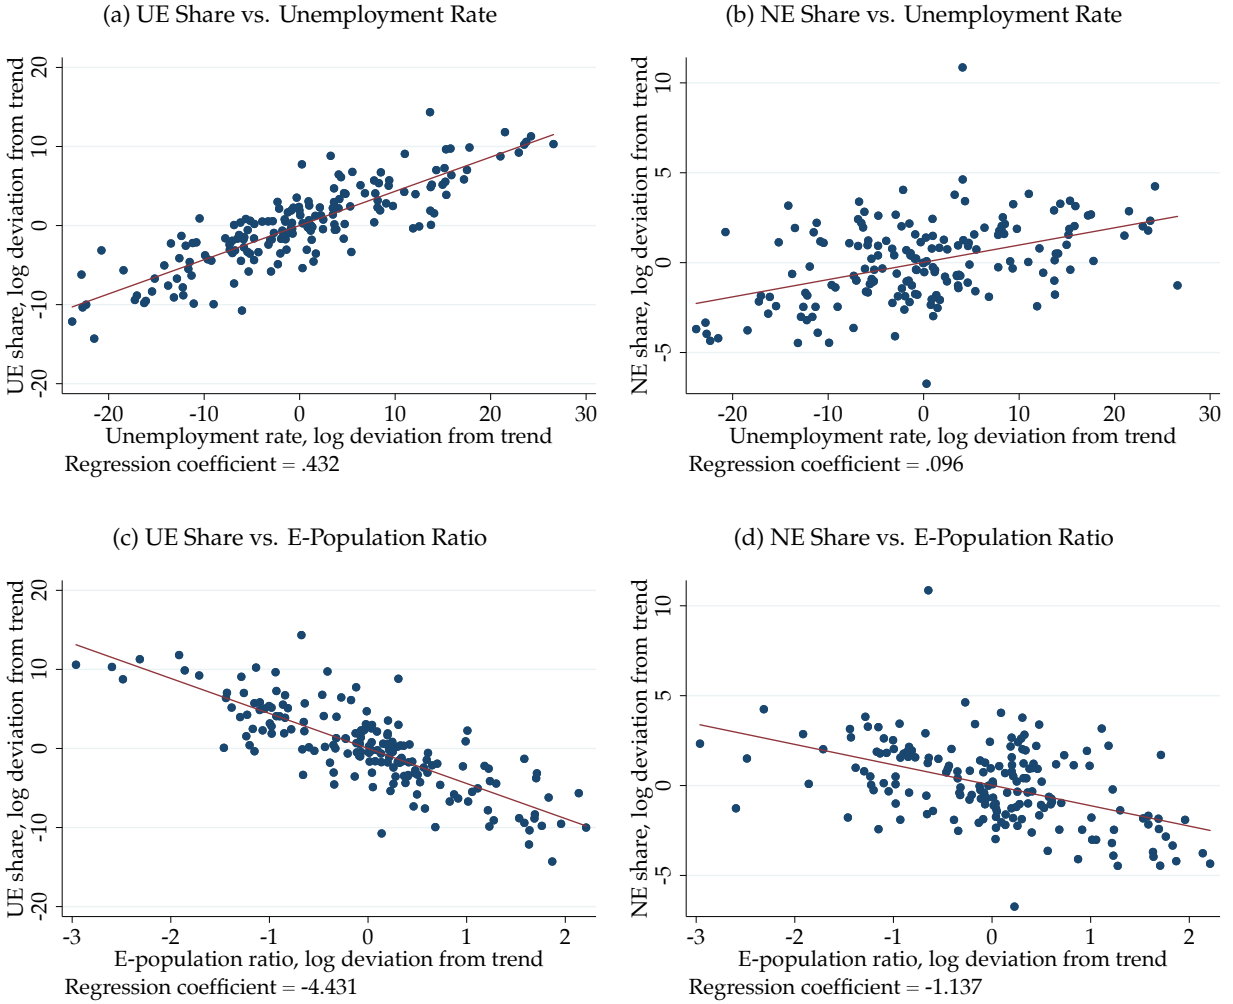 (a) UE Share vs. Unemployment Rate
UE share, log deviation from trend
20
10
0
-10
-20
-20 -10 0 10 20 30
Unemployment rate, log deviation from trend
Regression coefficient = .432
(b) NE Share vs. Unemployment Rate
NE share, log deviation from trend
10
5
0
-5
-20 -10 0 10 20 30
Unemployment rate, log deviation from trend
Regression coefficient = .096
(c) UE Share vs. E-Population Ratio
UE share, log deviation from trend
20
10
0
-10
-20
-3 -2 -1 0 1 2
E-population ratio, log deviation from trend
Regression coefficient = -4.431
(d) NE Share vs. E-Population Ratio
NE share, log deviation from trend
10
5
0
-5
-3 -2 -1 0 1 2
E-population ratio, log deviation from trend
Regression coefficient = -1.137